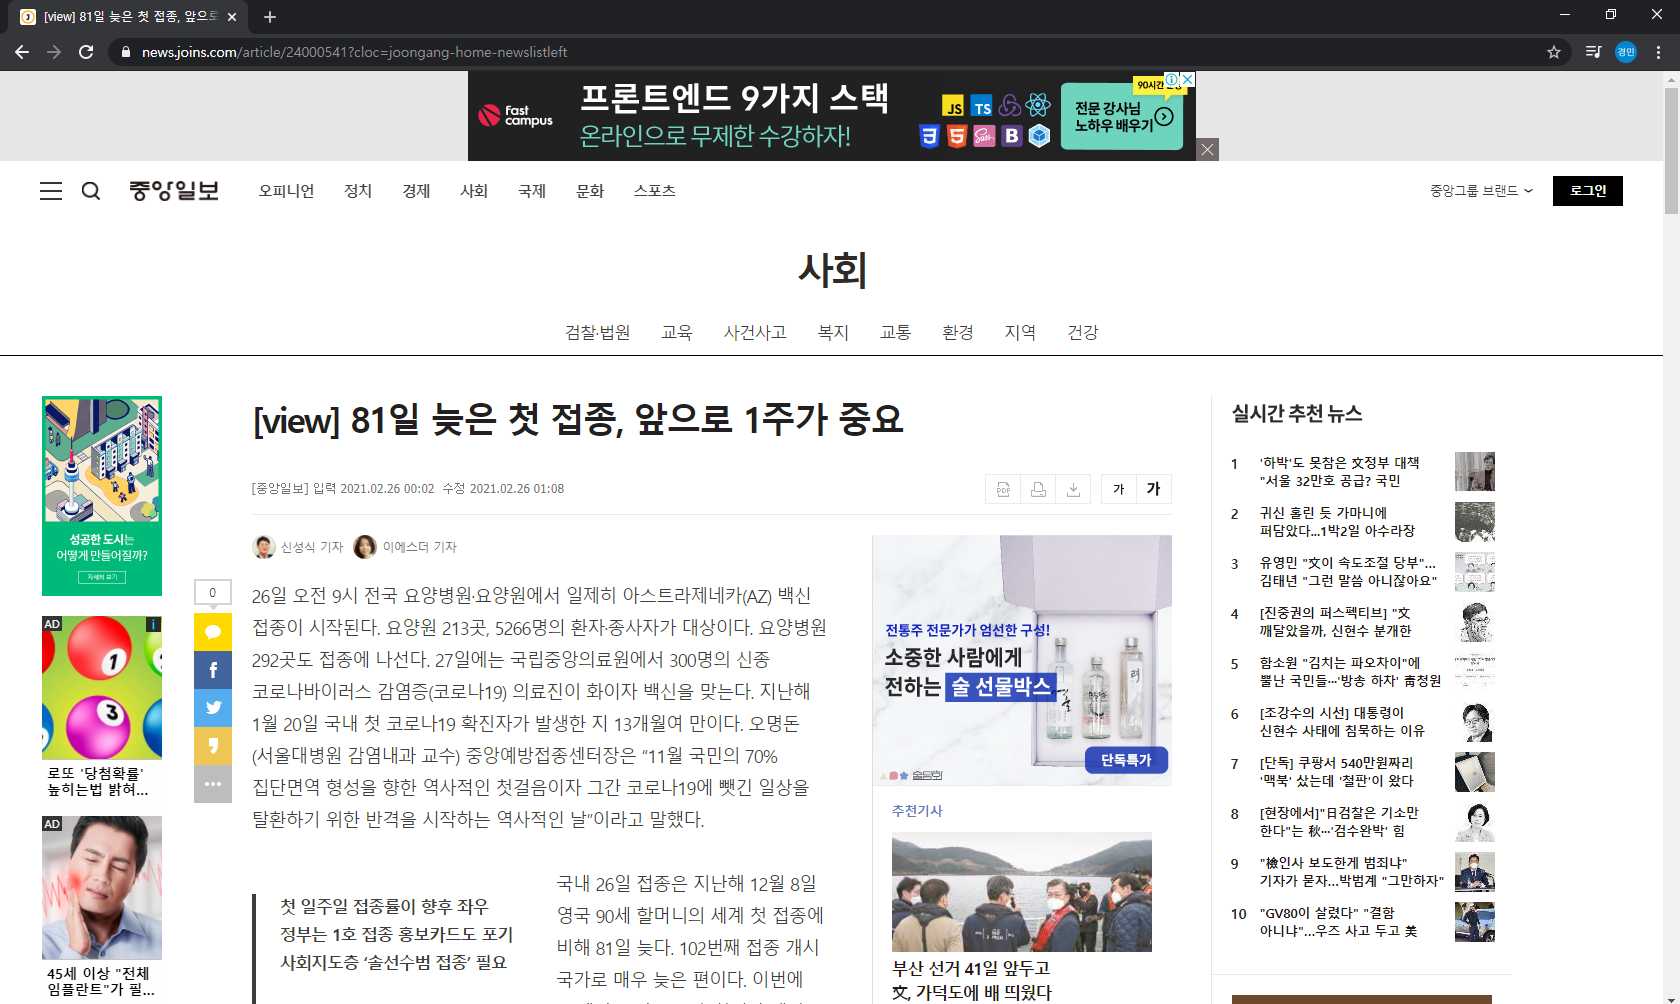 [view] 81일 늦은 첫 접종, 앞으로
news.joins.com/article/24000541?cloc=joongang-home-newslistleft
경민
Fast campus
프론트엔드 9가지 스택
온라인으로 무제한 수강하자!
JS TS
3 5 Sass B
90시간
전문 강사님
노하우 배우기
중앙일보
오피니언 정치 경제 사회 국제 문화 스포츠
중앙그룹 브랜드
로그인
사회
검찰·법원 교육 사건사고 복지 교통 환경 지역 건강
성공한 도시는
어떻게 만들어질까?
자세히 보기
AD
로또 '당첨확률'
높히는법 밝혀...
AD
45세 이상 "전체
임플란트"가 필...
[view] 81일 늦은 첫 접종, 앞으로 1주가 중요
[중앙일보] 입력 2021.02.26 00:02 수정 2021.02.26 01:08
PDF
가 가
신성식 기자 이에스더 기자
0
26일 오전 9시 전국 요양병원·요양원에서 일제히 아스트라제네카(AZ) 백신
접종이 시작된다. 요양원 213곳, 5266명의 환자·종사자가 대상이다. 요양병원
292곳도 접종에 나선다. 27일에는 국립중앙의료원에서 300명의 신종
코로나바이러스 감염증(코로나19) 의료진이 화이자 백신을 맞는다. 지난해
1월 20일 국내 첫 코로나19 확진자가 발생한 지 13개월여 만이다. 오명돈
(서울대병원 감염내과 교수) 중앙예방접종센터장은 “11월 국민의 70%
집단면역 형성을 향한 역사적인 첫걸음이자 그간 코로나19에 뺏긴 일상을
탈환하기 위한 반격을 시작하는 역사적인 날”이라고 말했다.
첫 일주일 접종률이 향후 좌우
정부는 1호 접종 홍보카드도 포기
사회지도층 ‘솔선수범 접종’ 필요
국내 26일 접종은 지난해 12월 8일
영국 90세 할머니의 세계 첫 접종에
비해 81일 늦다. 102번째 접종 개시
국가로 매우 늦은 편이다. 이번에
전통주 전문가가 엄선한 구성!
소중한 사람에게
전하는 술 선물박스
단독특가
술담화
추천기사
부산 선거 41일 앞두고
文, 가덕도에 배 띄웠다
실시간 추천 뉴스
1 '하박'도 못참은 文정부 대책
"서울 32만호 공급? 국민
2 귀신 홀린 듯 가마니에
퍼담았다...1박2일 아수라장
3 유영민 "文이 속도조절 당부"...
김태년 "그런 말씀 아니잖아요"
4 [진중권의 퍼스펙티브] "文
깨달았을까, 신현수 분개한
5 함소원 "김치는 파오차이"에
뿔난 국민들…'방송 하차' 靑청원
6 [조강수의 시선] 대통령이
신현수 사태에 침묵하는 이유
7 [단독] 쿠팡서 540만원짜리
'맥북' 샀는데 '철판'이 왔다
8 [현장에서]"日검찰은 기소만
한다"는 秋…'검수완박' 힘
9 "檢인사 보도한게 범죄냐"
기자가 묻자...박범계 "그만하자"
10 "GV80이 살렸다" "결함
아니냐"...우즈 사고 두고 美